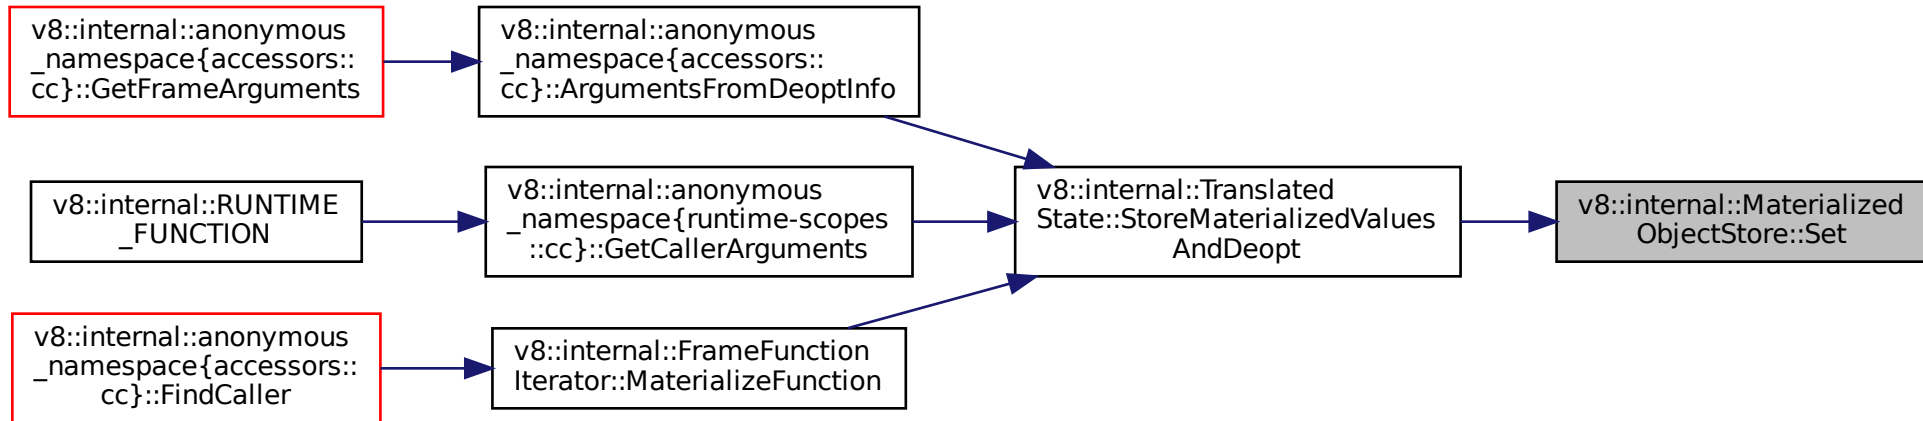 v8::internal::anonymous
_namespace{accessors::
cc}::GetFrameArguments
v8::internal::anonymous
_namespace{accessors::
cc}::ArgumentsFromDeoptInfo
v8::internal::RUNTIME
_FUNCTION
v8::internal::anonymous
_namespace{runtime-scopes
::cc}::GetCallerArguments
v8::internal::Translated
State::StoreMaterializedValues
AndDeopt
v8::internal::Materialized
ObjectStore::Set
v8::internal::anonymous
_namespace{accessors::
cc}::FindCaller
v8::internal::FrameFunction
Iterator::MaterializeFunction